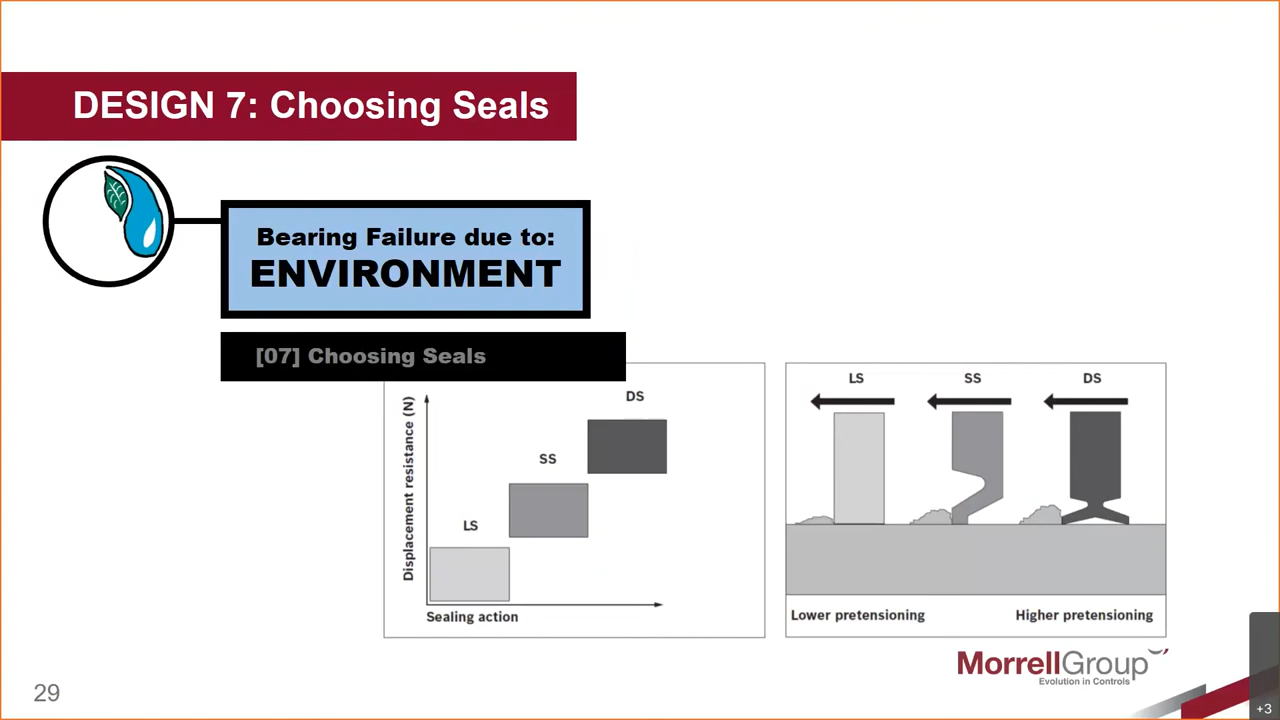 DESIGN 7: Choosing Seals
Bearing Failure due to:
ENVIRONMENT
[07] Choosing Seals
Displacement resistance (N)
LS
SS
DS
Sealing action
LS
SS
DS
Lower pretensioning
Higher pretensioning
MorrellGroup
Evolution in Controls
29
+3